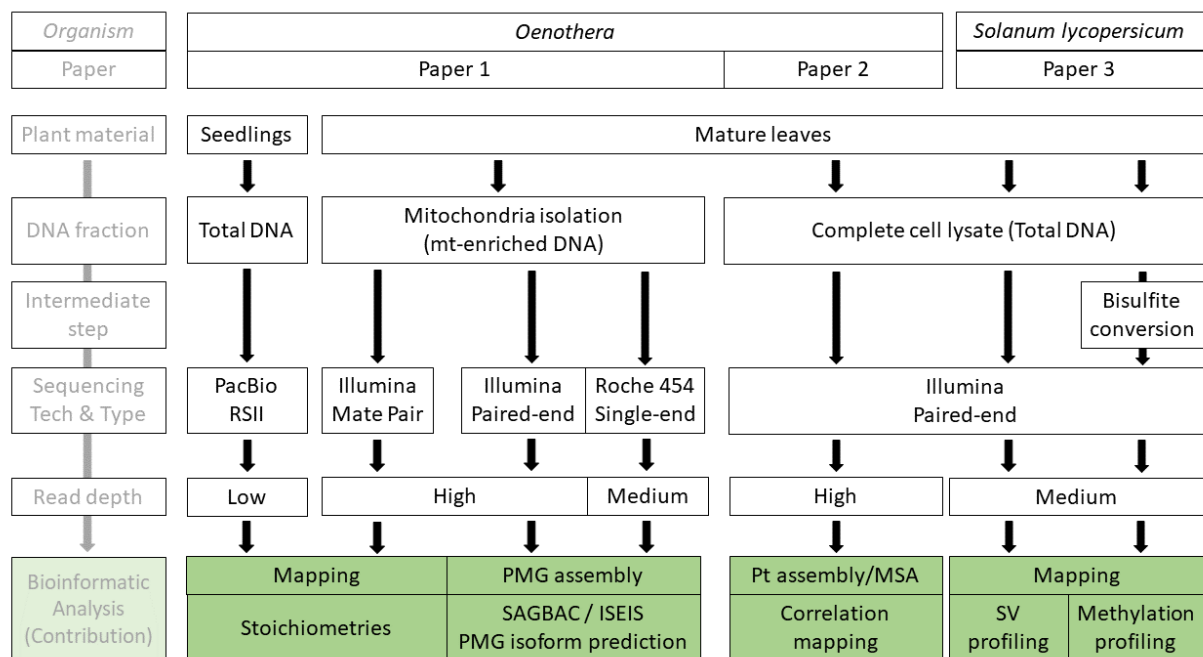 Organism
Oenothera
Solanum lycopersicum
Paper
Paper 1
Paper 2
Paper 3
Plant material
Seedlings
Mature leaves
DNA fraction
Total DNA
Mitochondria isolation
(mt-enriched DNA)
Complete cell lysate (Total DNA)
Intermediate
step
Bisulfite
conversion
Sequencing
Tech & Type
PacBio
RSII
Illumina
Mate Pair
Illumina
Paired-end
Roche 454
Single-end
Illumina
Paired-end
Read depth
Low
High
Medium
High
Medium
Bioinformatic
Analysis
(Contribution)
Mapping
PMG assembly
Pt assembly/MSA
Mapping
Stoichiometries
SAGBAC / ISEIS
PMG isoform prediction
Correlation
mapping
SV
profiling
Methylation
profiling